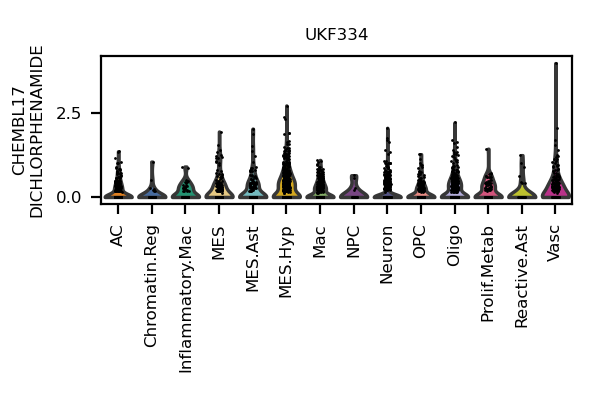 UKF334
CHEMBL17
DICHLORPHENAMIDE
2.5
0.0
AC
Chromatin.Reg
Inflammatory.Mac
MES
MES.Ast
MES.Hyp
Mac
NPC
Neuron
OPC
Oligo
Prolif.Metab
Reactive.Ast
Vasc